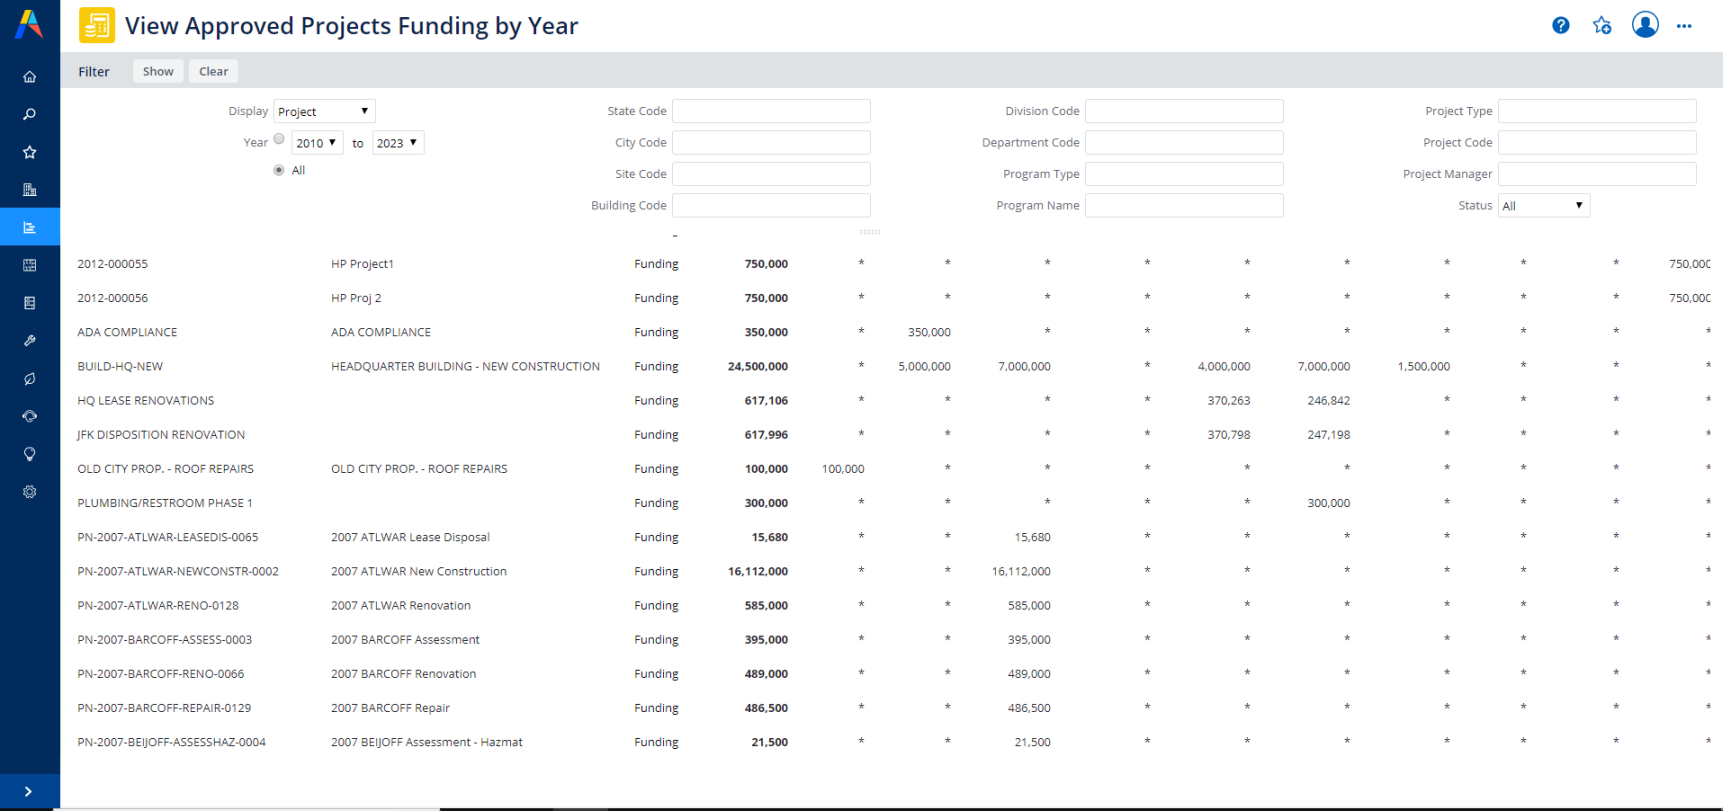 View Approved Projects Funding by Year
Filter Show Clear
Display Project State Code Division Code Project Type
Year 2010 to 2023 City Code Department Code Project Code
All Site Code Program Type Project Manager
Building Code Program Name Status All
2012-000055 HP Project1 Funding 750,000 * * * * * * * * * 750,000
2012-000056 HP Proj 2 Funding 750,000 * * * * * * * * * 750,000
ADA COMPLIANCE ADA COMPLIANCE Funding 350,000 * 350,000 * * * * * * * *
BUILD-HQ-NEW HEADQUARTER BUILDING - NEW CONSTRUCTION Funding 24,500,000 * 5,000,000 7,000,000 * 4,000,000 7,000,000 1,500,000 * * *
HQ LEASE RENOVATIONS Funding 617,106 * * * * 370,263 246,842 * * * *
JFK DISPOSITION RENOVATION Funding 617,996 * * * * 370,798 247,198 * * * *
OLD CITY PROP. - ROOF REPAIRS OLD CITY PROP. - ROOF REPAIRS Funding 100,000 100,000 * * * * * * * * *
PLUMBING/RESTROOM PHASE 1 Funding 300,000 * * * * * 300,000 * * * *
PN-2007-ATLWAR-LEASEDIS-0065 2007 ATLWAR Lease Disposal Funding 15,680 * * 15,680 * * * * * * *
PN-2007-ATLWAR-NEWCONSTR-0002 2007 ATLWAR New Construction Funding 16,112,000 * * 16,112,000 * * * * * * *
PN-2007-ATLWAR-RENO-0128 2007 ATLWAR Renovation Funding 585,000 * * 585,000 * * * * * * *
PN-2007-BARCOFF-ASSESS-0003 2007 BARCOFF Assessment Funding 395,000 * * 395,000 * * * * * * *
PN-2007-BARCOFF-RENO-0066 2007 BARCOFF Renovation Funding 489,000 * * 489,000 * * * * * * *
PN-2007-BARCOFF-REPAIR-0129 2007 BARCOFF Repair Funding 486,500 * * 486,500 * * * * * * *
PN-2007-BEIJOFF-ASSESSHAZ-0004 2007 BEIJOFF Assessment - Hazmat Funding 21,500 * * 21,500 * * * * * * *